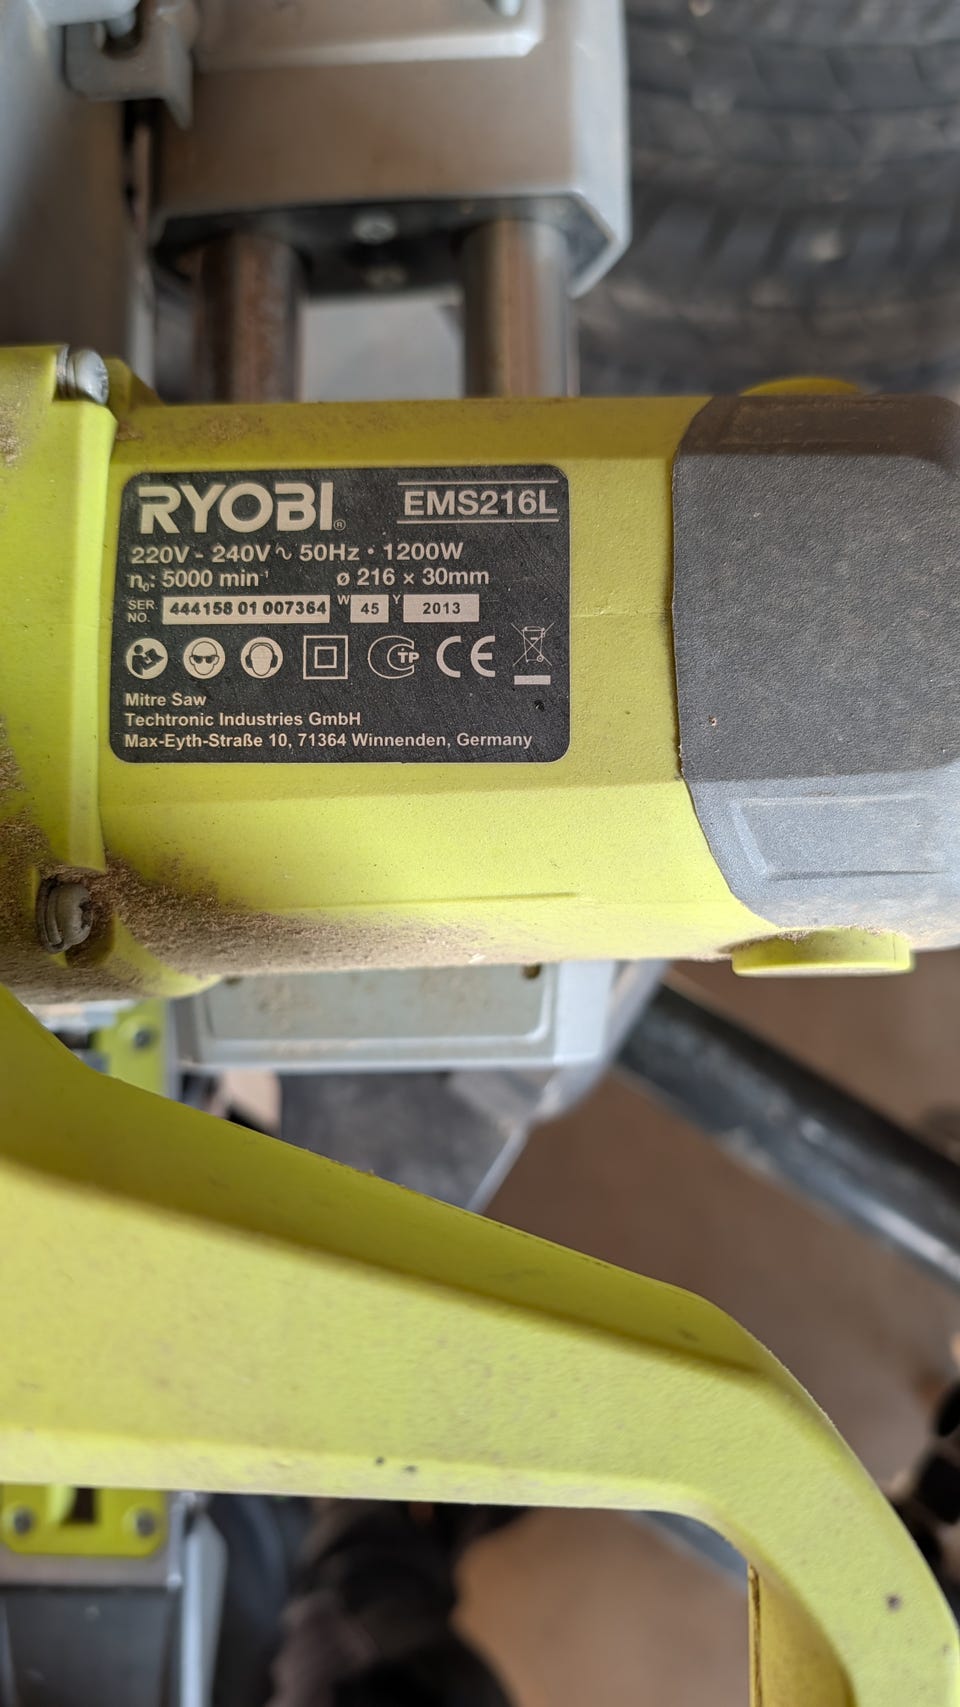 RYOBI® EMS216L
220V - 240V ~ 50Hz • 1200W
n₀: 5000 min⁻¹ ø 216 × 30mm
SER. NO. 444158 01 007364 W 45 Y 2013
CTP CE
Mitre Saw
Techtronic Industries GmbH
Max-Eyth-Straße 10, 71364 Winnenden, Germany